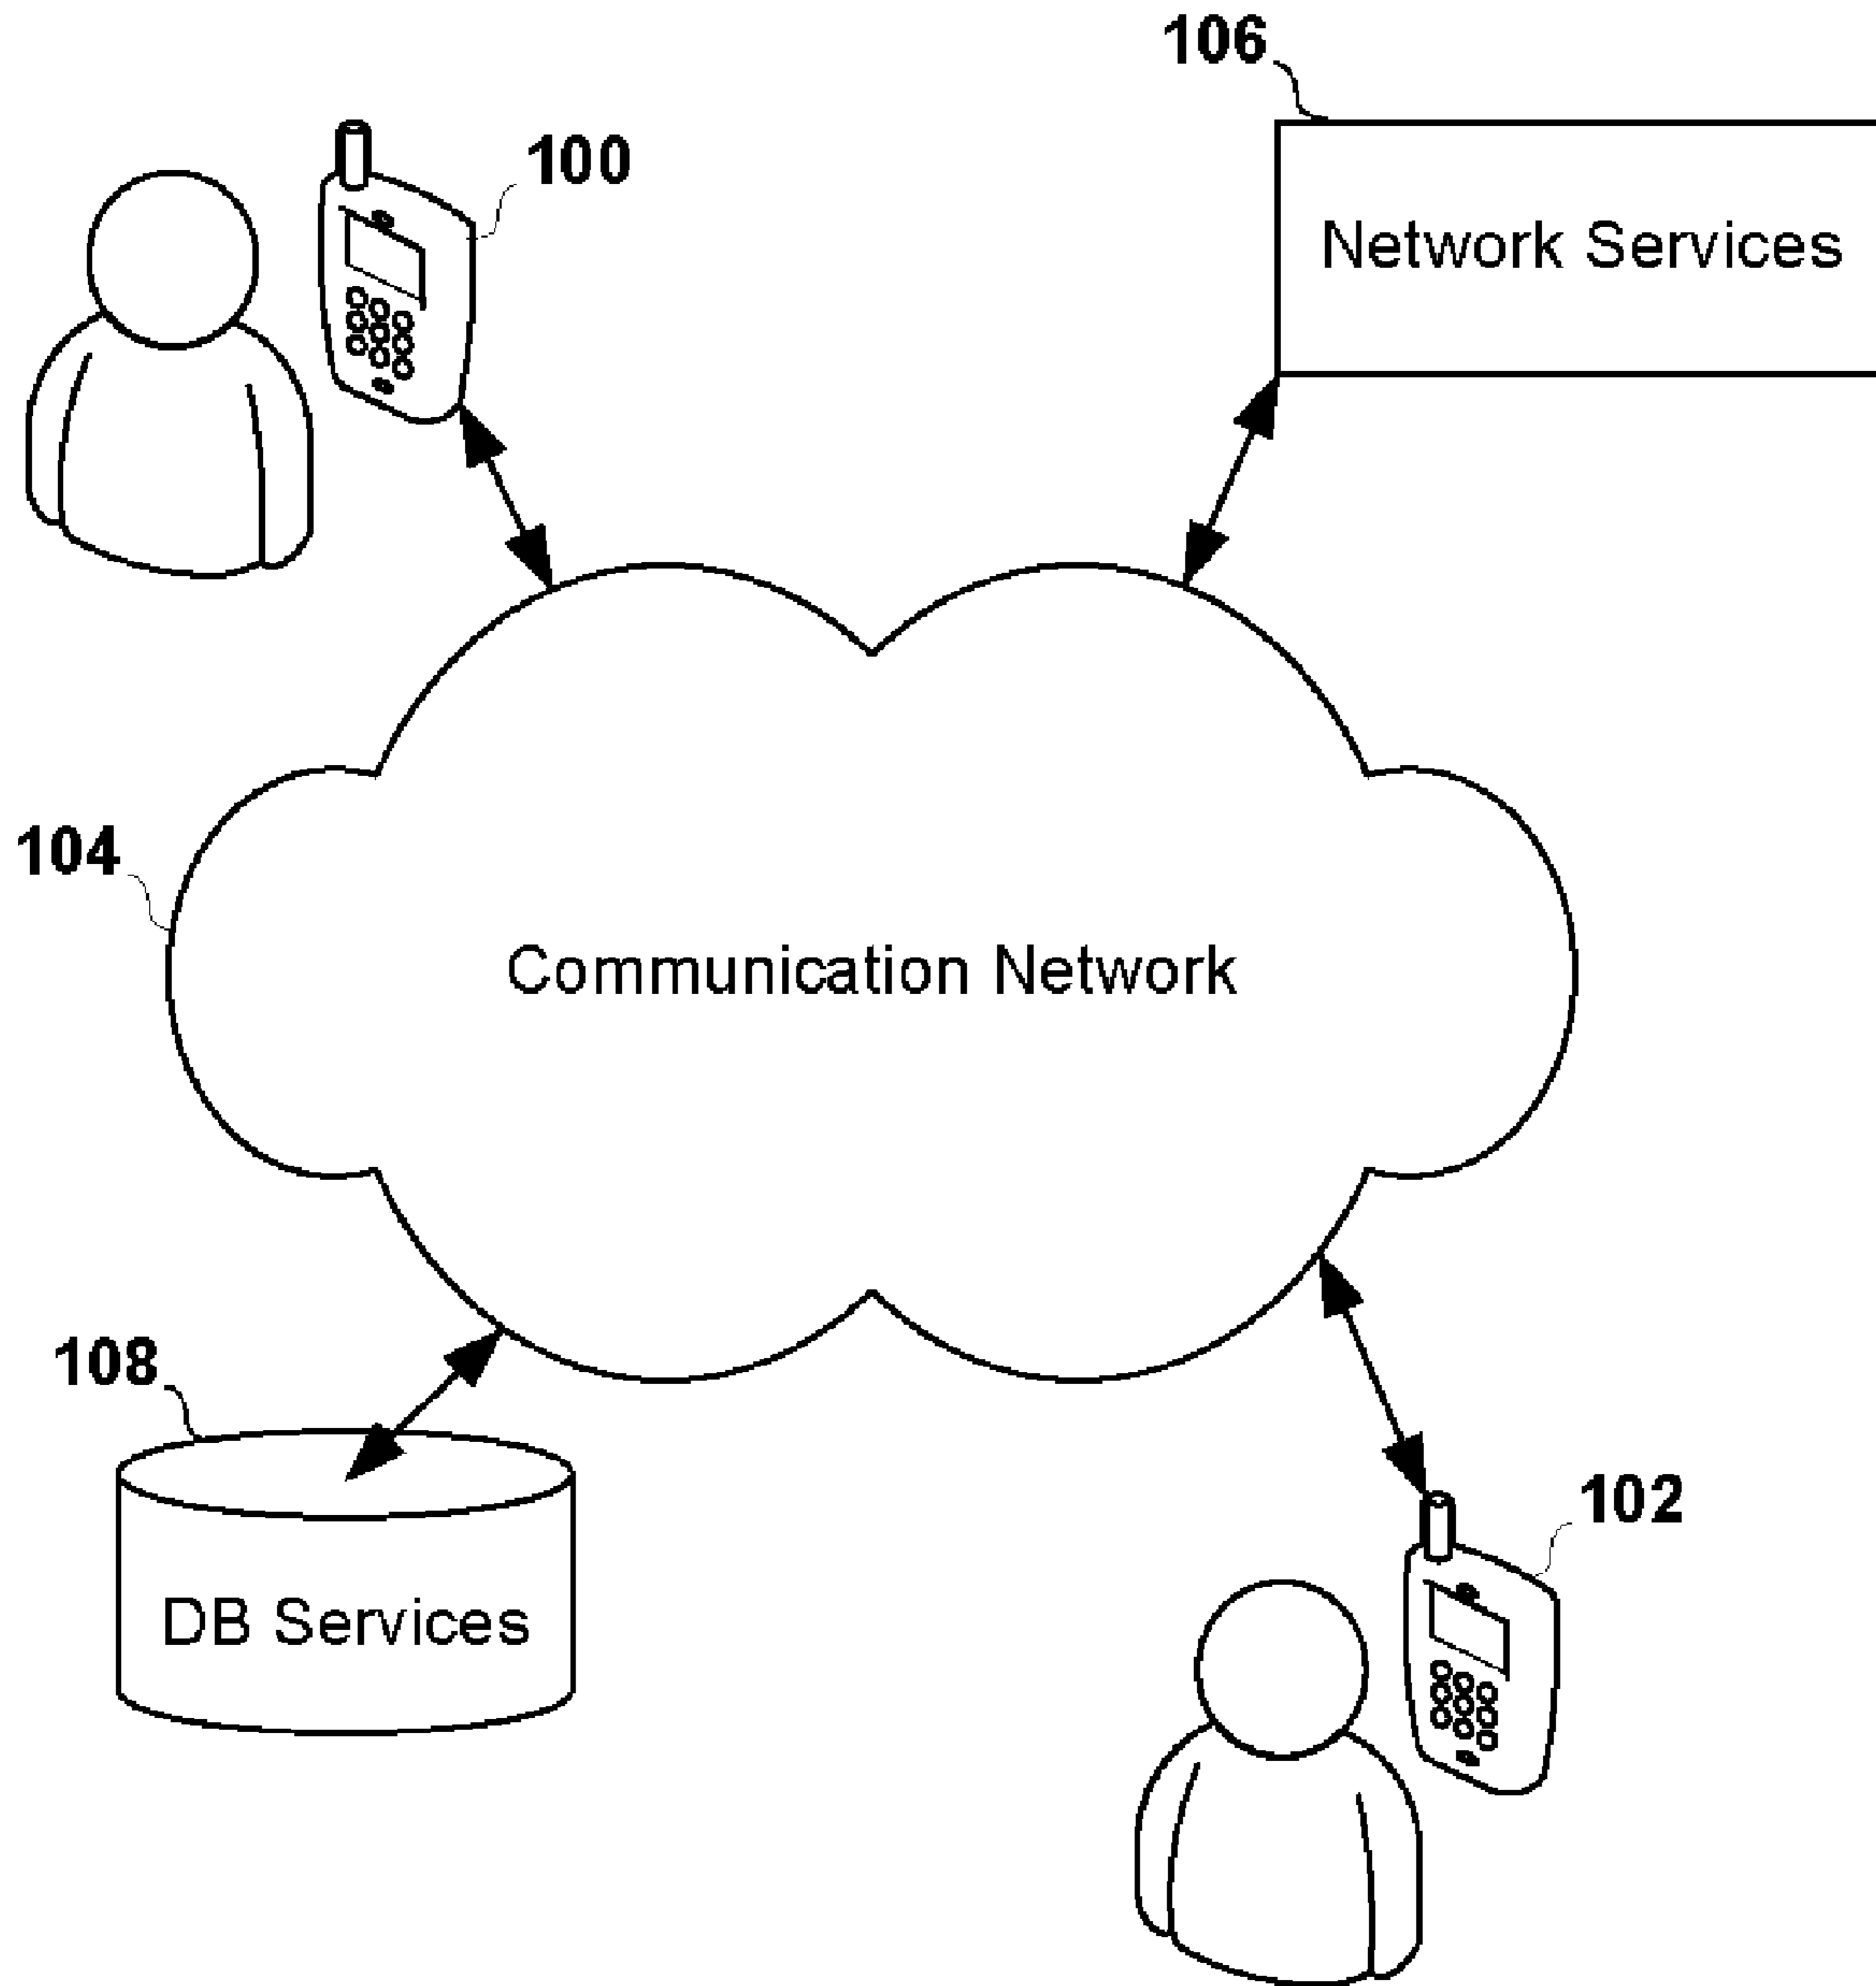 106
100
Network Services
104
Communication Network
108
102
DB Services